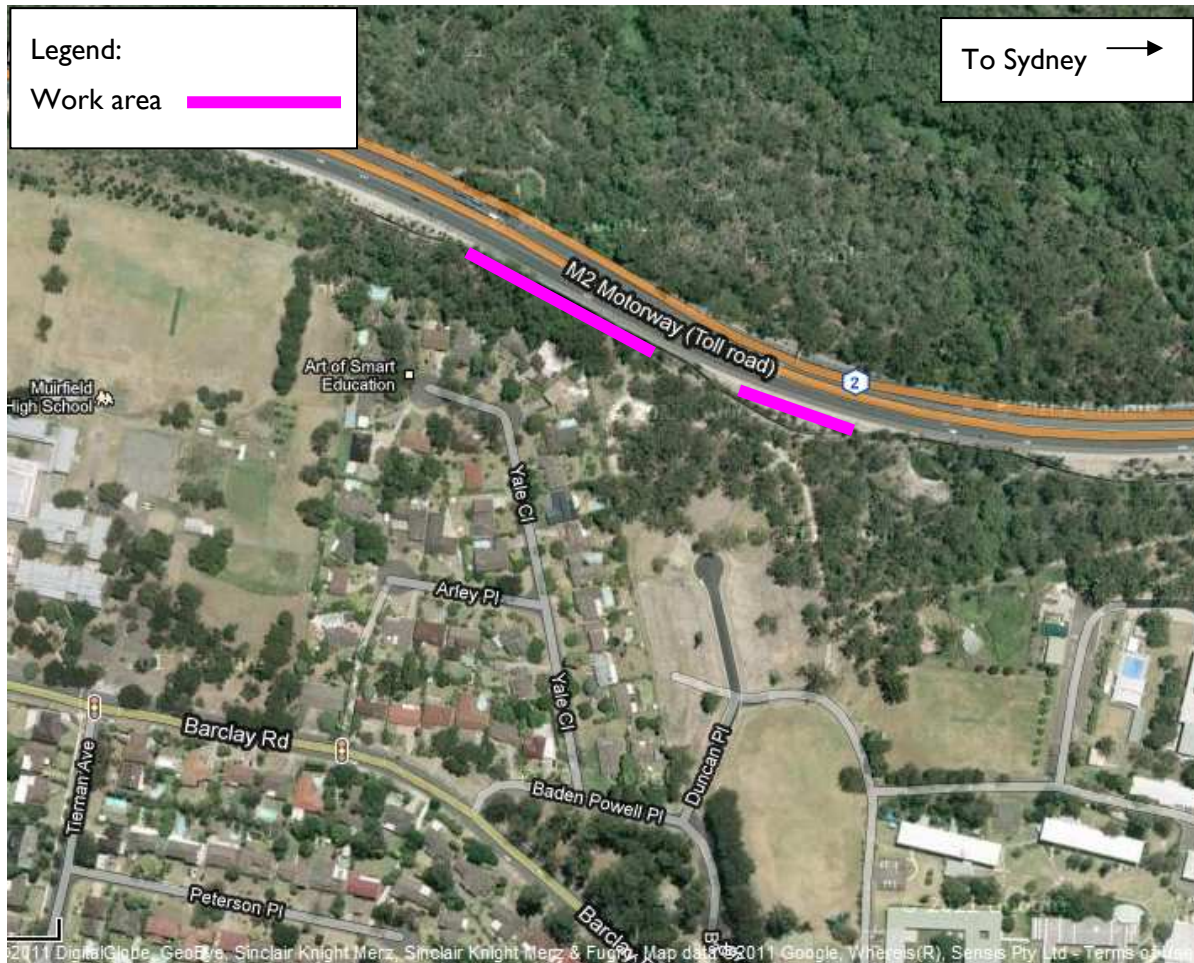 Legend:
Work area
To Sydney
M2 Motorway (Toll road)
2
Art of Smart
Education
Muirfield
High School
Yale Cl
Arley Pl
Yale Cl
Barclay Rd
Duncan Pl
Baden Powell Pl
Tiernan Ave
Peterson Pl
Barclay
©2011 DigitalGlobe, GeoEye, Sinclair Knight Merz, Sinclair Knight Merz & Fugro, Map data ©2011 Google, Whereis(R), Sensis Pty Ltd - Terms of Use